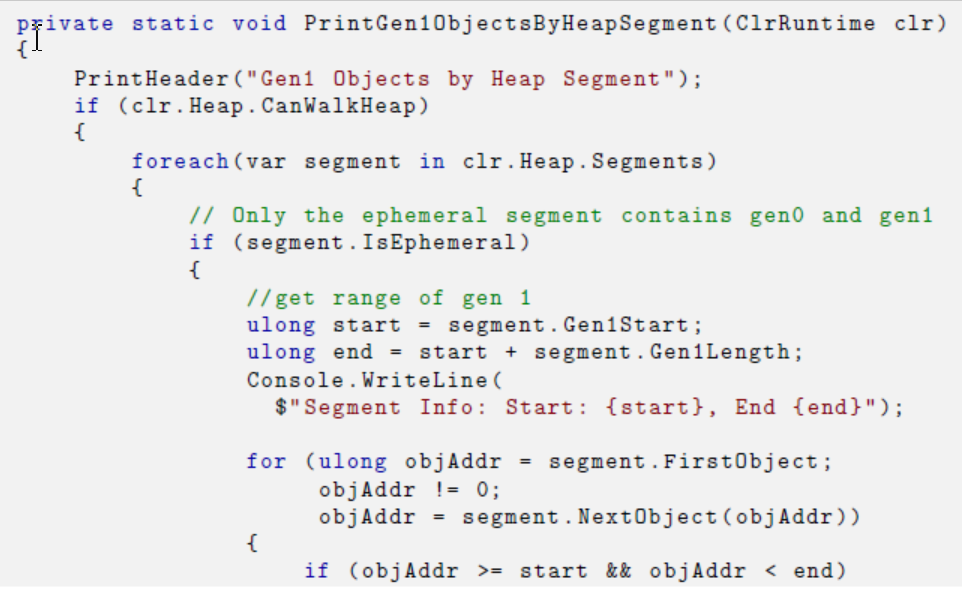 private static void PrintGen1ObjectsByHeapSegment(ClrRuntime clr)
{
PrintHeader("Gen1 Objects by Heap Segment");
if (clr.Heap.CanWalkHeap)
{
foreach(var segment in clr.Heap.Segments)
{
// Only the ephemeral segment contains gen0 and gen1
if (segment.IsEphemeral)
{
//get range of gen 1
ulong start = segment.Gen1Start;
ulong end = start + segment.Gen1Length;
Console.WriteLine(
$"Segment Info: Start: {start}, End {end}");
for (ulong objAddr = segment.FirstObject;
objAddr != 0;
objAddr = segment.NextObject(objAddr))
{
if (objAddr >= start && objAddr < end)